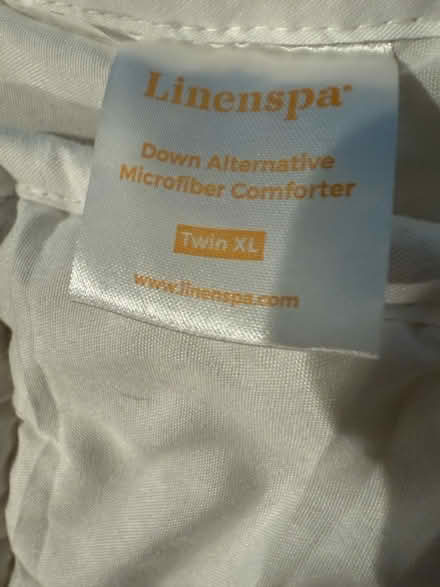 Linenspa®
Down Alternative
Microfiber Comforter
Twin XL
www.linenspa.com